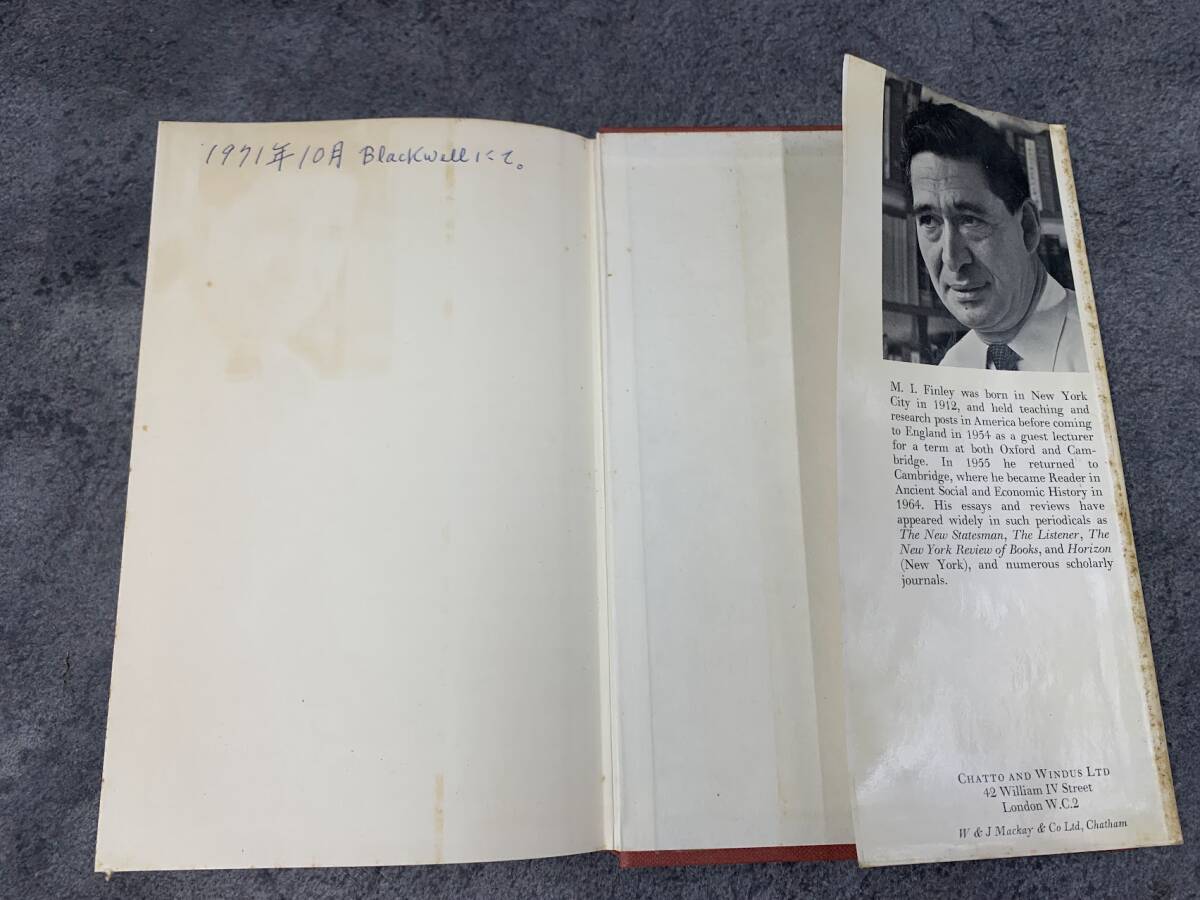 1971年10月 Blackwellにて。
M. I. Finley was born in New York
City in 1912, and held teaching and
research posts in America before coming
to England in 1954 as a guest lecturer
for a term at both Oxford and Cam-
bridge. In 1955 he returned to
Cambridge, where he became Reader in
Ancient Social and Economic History in
1964. His essays and reviews have
appeared widely in such periodicals as
The New Statesman, The Listener, The
New York Review of Books, and Horizon
(New York), and numerous scholarly
journals.
CHATTO AND WINDUS LTD
42 William IV Street
London W.C.2
W & J Mackay & Co Ltd, Chatham